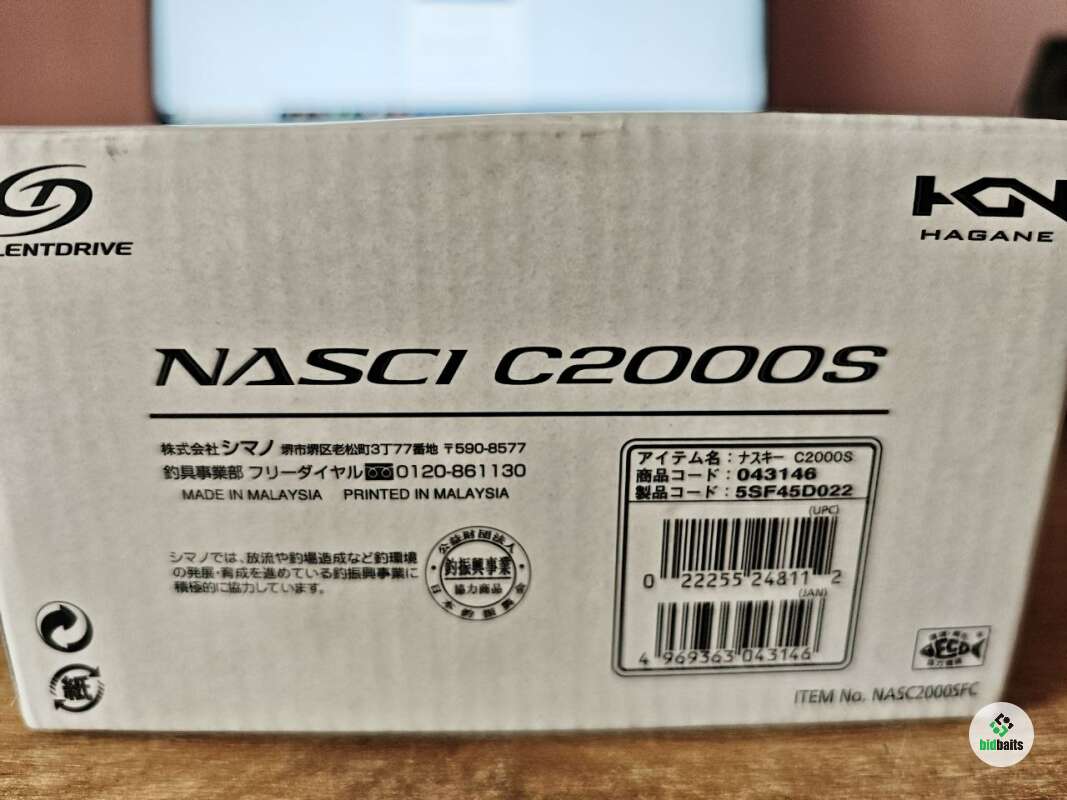 LENTDRIVE
HAGANE
NASCI C2000S
株式会社シマノ 堺市堺区老松町3丁77番地 〒590-8577
釣具事業部 フリーダイヤル 0120-861130
MADE IN MALAYSIA PRINTED IN MALAYSIA
シマノでは、放流や釣場造成など釣環境
の発展・育成を進めている釣振興事業に
積極的に協力しています。
公益財団法人
釣振興事業
協力商品
日本釣振興会
アイテム名：ナスキー C2000S
商品コード：043146
製品コード：5SF45D022
(UPC)
0 22255 24811 2
(JAN)
4 969363 043146
紙
ECO
ITEM No. NASC2000SFC
bidbaits